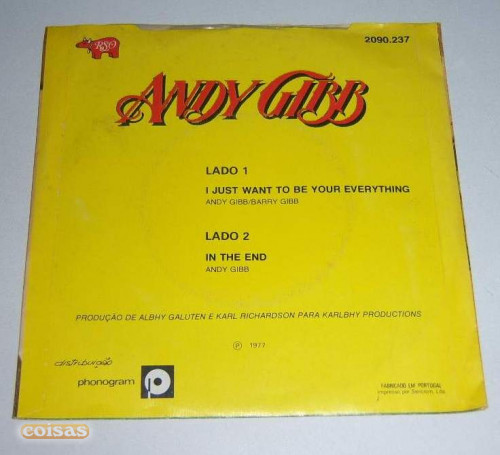 RSO
2090.237
ANDY GIBB
LADO 1
I JUST WANT TO BE YOUR EVERYTHING
ANDY GIBB/BARRY GIBB
LADO 2
IN THE END
ANDY GIBB
PRODUÇÃO DE ALBHY GALUTEN E KARL RICHARDSON PARA KARLBHY PRODUCTIONS
℗ 1977
distribuição
phonogram
FABRICADO EM PORTUGAL
coisas